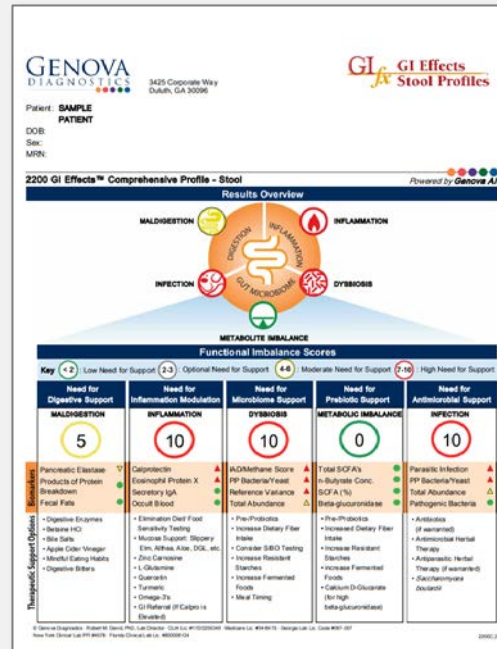 GENOVA
DIAGNOSTICS
3425 Corporate Way
Duluth, GA 30096
GI fx GI Effects
Stool Profiles
Patient: SAMPLE
PATIENT
DOB:
Sex:
MRN:
2200 GI Effects™ Comprehensive Profile - Stool
Powered by Genova AI
Results Overview
MALDIGESTION
INFLAMMATION
DIGESTION
INFLAMMATION
GUT MICROBIOME
INFECTION
DYSBIOSIS
METABOLITE IMBALANCE
Functional Imbalance Scores
Key <2 : Low Need for Support 2-3 : Optional Need for Support 4-6 : Moderate Need for Support 7-10 : High Need for Support
Need for
Digestive Support
MALDIGESTION
5
Need for
Inflammation Modulation
INFLAMMATION
10
Need for
Microbiome Support
DYSBIOSIS
10
Need for
Prebiotic Support
METABOLIC IMBALANCE
0
Need for
Antimicrobial Support
INFECTION
10
Biomarkers
Pancreatic Elastase
Products of Protein
Breakdown
Fecal Fats
Calprotectin
Eosinophil Protein X
Secretory IgA
Occult Blood
IAD/Methane Score
PP Bacteria/Yeast
Reference Variance
Total Abundance
Total SCFA's
n-Butyrate Conc.
SCFA (%)
Beta-glucuronidase
Parasitic Infection
PP Bacteria/Yeast
Total Abundance
Pathogenic Bacteria
Therapeutic Support Options
• Digestive Enzymes
• Betaine HCl
• Bile Salts
• Apple Cider Vinegar
• Mindful Eating Habits
• Digestive Bitters
• Elimination Diet/ Food
Sensitivity Testing
• Mucosa Support: Slippery
Elm, Althea, Aloe, DGL, etc.
• Zinc Carnosine
• L-Glutamine
• Quercetin
• Turmeric
• Omega-3's
• GI Referral (If Calpro is
Elevated)
• Pre-/Probiotics
• Increase Dietary Fiber
Intake
• Consider SIBO Testing
• Increase Resistant
Starches
• Increase Fermented
Foods
• Meal Timing
• Pre-/Probiotics
• Increased Dietary Fiber
Intake
• Increase Resistant
Starches
• Increase Fermented
Foods
• Calcium D-Glucarate
(for high
beta-glucuronidase)
• Antibiotics
(if warranted)
• Antimicrobial Herbal
Therapy
• Antiparasitic Herbal
Therapy (if warranted)
• Saccharomyces
boulardii